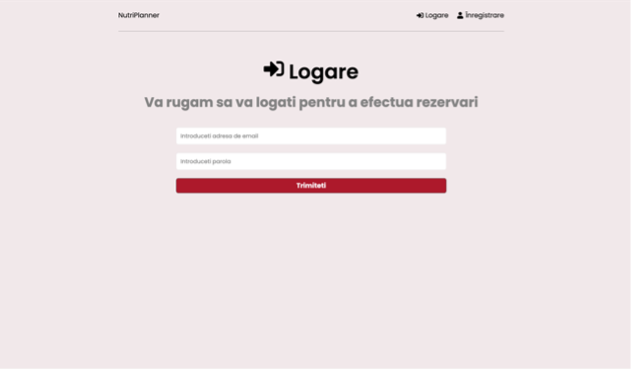 NutriPlanner
Logare
Înregistrare
Logare
Va rugam sa va logati pentru a efectua rezervari
Introduceti adresa de email
Introduceti parola
Trimiteti